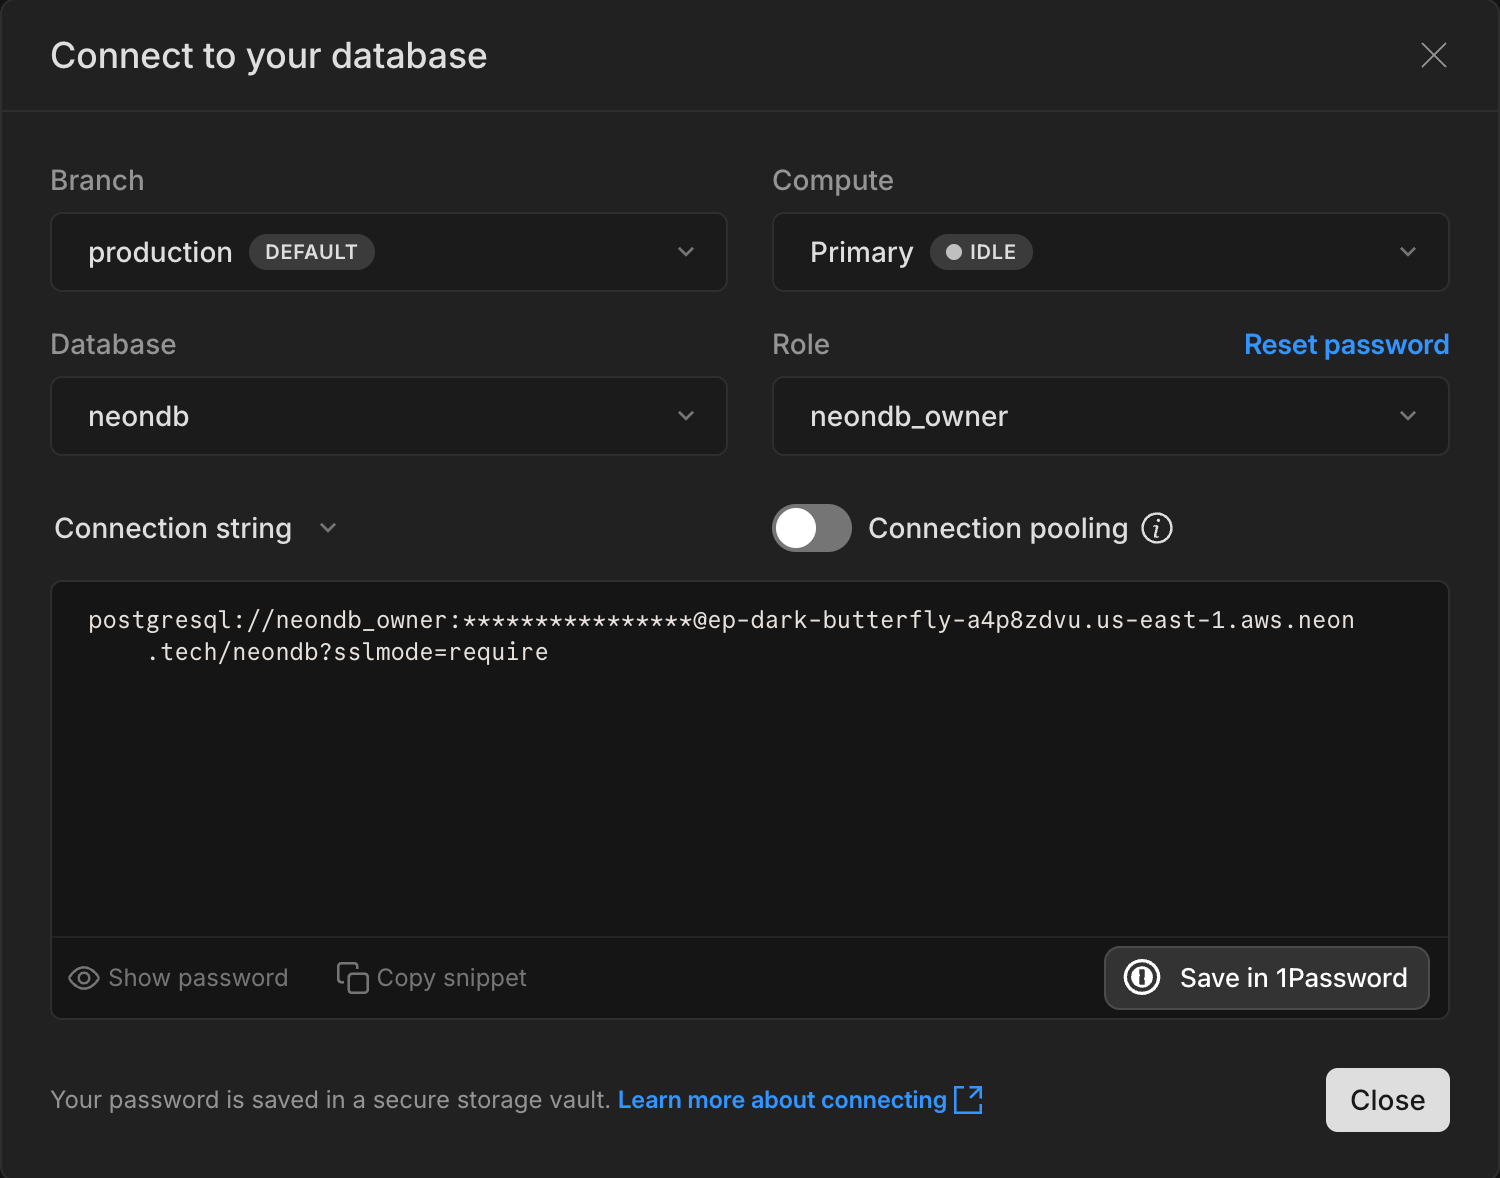 Connect to your database
Branch
Compute
production DEFAULT
Primary IDLE
Database
Role
Reset password
neondb
neondb_owner
Connection string
Connection pooling
postgresql://neondb_owner:****************@ep-dark-butterfly-a4p8zdvu.us-east-1.aws.neon
.tech/neondb?sslmode=require
Show password
Copy snippet
Save in 1Password
Your password is saved in a secure storage vault. Learn more about connecting
Close